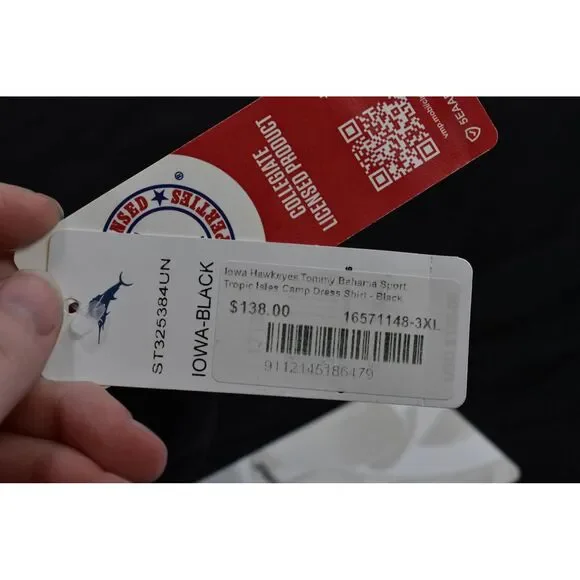 COLLEGIATE
LICENSED PRODUCT
ST325384UN
IOWA-BLACK
Iowa Hawkeyes Tommy Bahama Sport
Tropic Isles Camp Dress Shirt - Black
$138.00 16571148-3XL
9112145386479